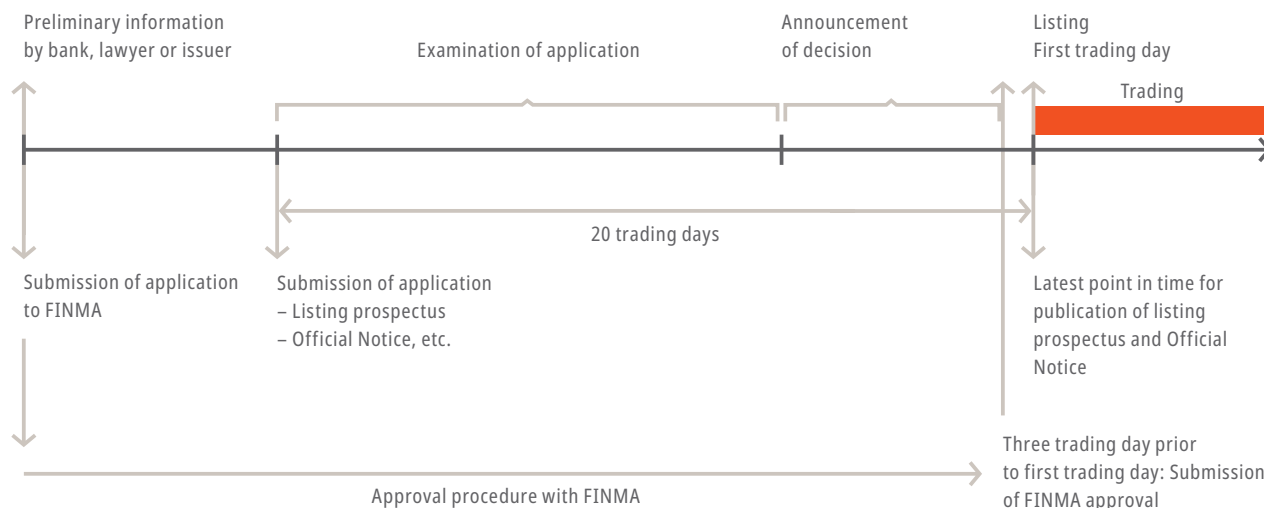 Preliminary information
by bank, lawyer or issuer
Examination of application
Announcement
of decision
Listing
First trading day
Trading
20 trading days
Submission of application
to FINMA
Submission of application
– Listing prospectus
– Official Notice, etc.
Latest point in time for
publication of listing
prospectus and Official
Notice
Three trading day prior
to first trading day: Submission
of FINMA approval
Approval procedure with FINMA